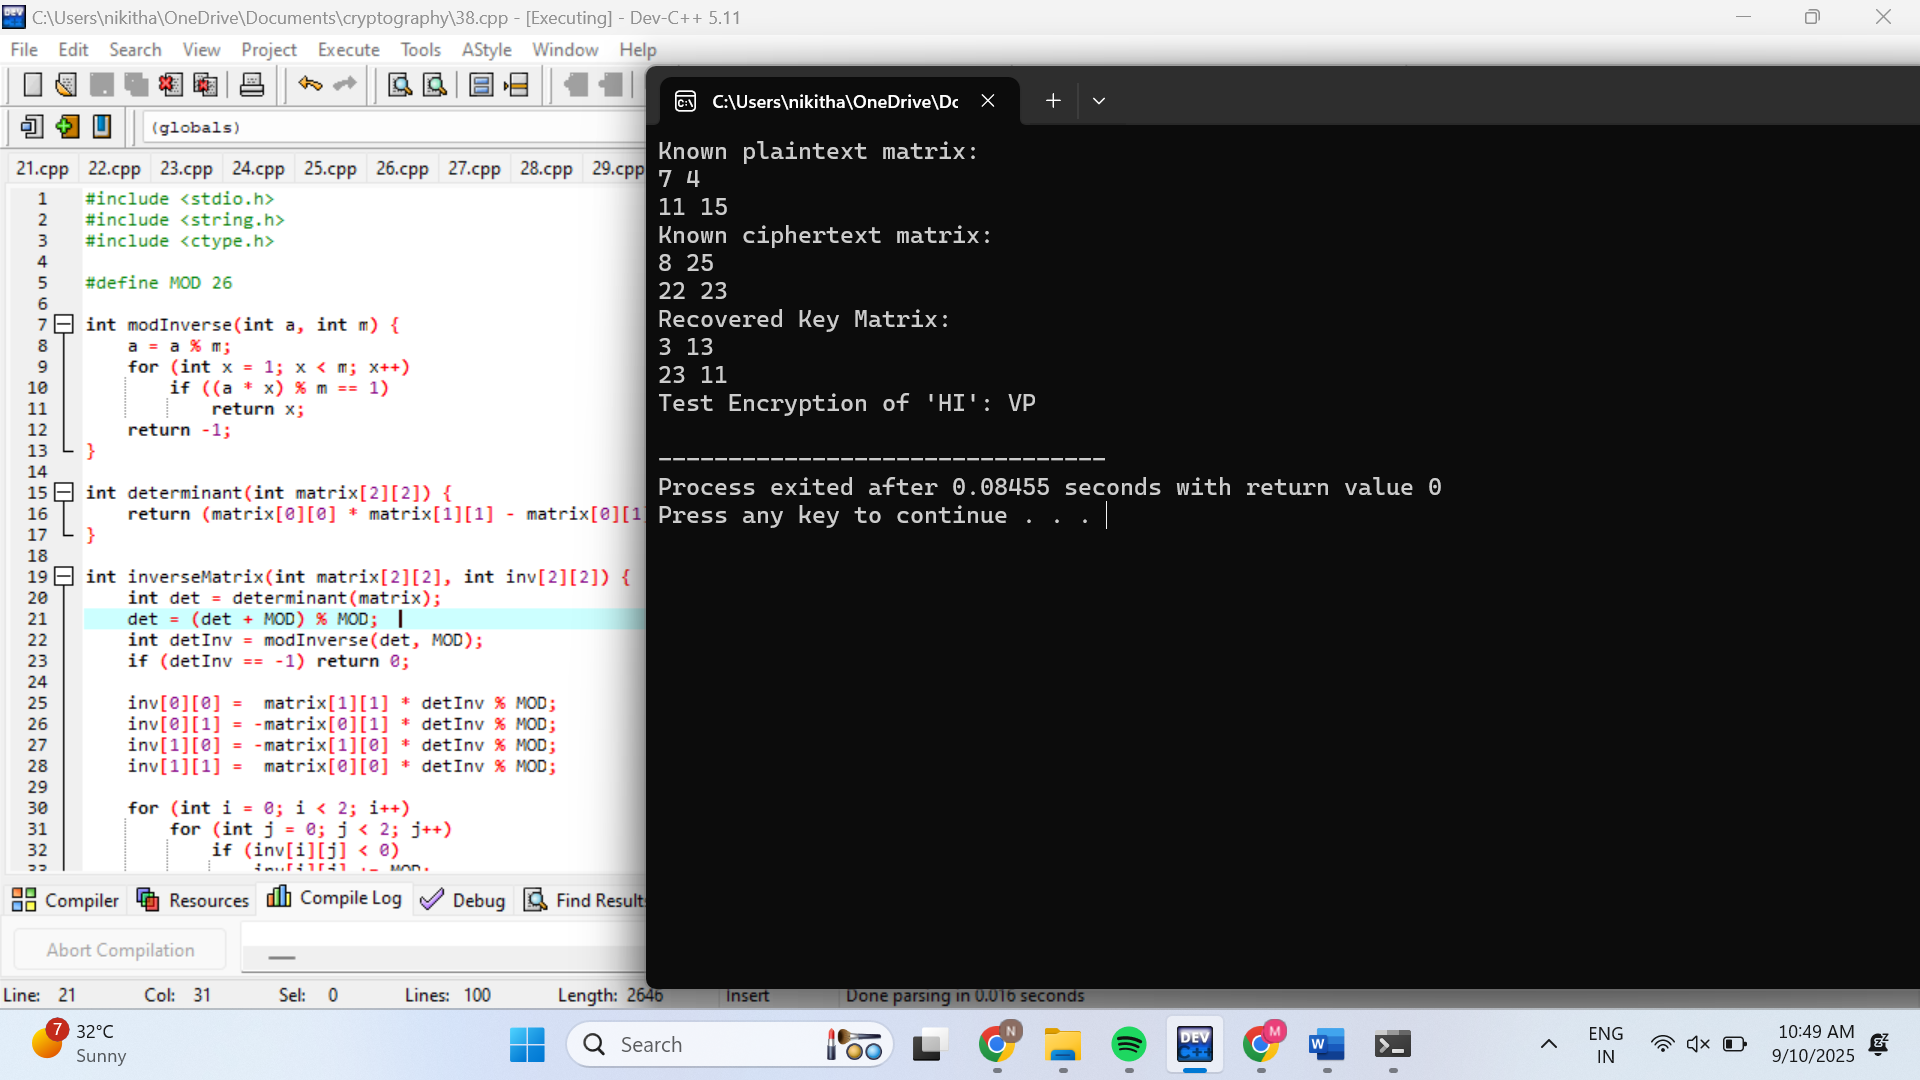 C:\Users\nikitha\OneDrive\Documents\cryptography\38.cpp - [Executing] - Dev-C++ 5.11
File Edit Search View Project Execute Tools AStyle Window Help
(globals)
21.cpp 22.cpp 23.cpp 24.cpp 25.cpp 26.cpp 27.cpp 28.cpp 29.cpp
1 #include <stdio.h>
2 #include <string.h>
3 #include <ctype.h>
4
5 #define MOD 26
6
7 int modInverse(int a, int m) {
8 a = a % m;
9 for (int x = 1; x < m; x++)
10 if ((a * x) % m == 1)
11 return x;
12 return -1;
13 }
14
15 int determinant(int matrix[2][2]) {
16 return (matrix[0][0] * matrix[1][1] - matrix[0][1]
17 }
18
19 int inverseMatrix(int matrix[2][2], int inv[2][2]) {
20 int det = determinant(matrix);
21 det = (det + MOD) % MOD;
22 int detInv = modInverse(det, MOD);
23 if (detInv == -1) return 0;
24
25 inv[0][0] = matrix[1][1] * detInv % MOD;
26 inv[0][1] = -matrix[0][1] * detInv % MOD;
27 inv[1][0] = -matrix[1][0] * detInv % MOD;
28 inv[1][1] = matrix[0][0] * detInv % MOD;
29
30 for (int i = 0; i < 2; i++)
31 for (int j = 0; j < 2; j++)
32 if (inv[i][j] < 0)
33 inv[i][j] += MOD;
Compiler Resources Compile Log Debug Find Results
Abort Compilation
Line: 21 Col: 31 Sel: 0 Lines: 100 Length: 2646 Insert Done parsing in 0.016 seconds
C:\Users\nikitha\OneDrive\Dc
Known plaintext matrix:
7 4
11 15
Known ciphertext matrix:
8 25
22 23
Recovered Key Matrix:
3 13
23 11
Test Encryption of 'HI': VP
--------------------------------
Process exited after 0.08455 seconds with return value 0
Press any key to continue . . .
7
32°C
Sunny
Search
N
DEV
C++
M
W
ENG
IN
10:49 AM
9/10/2025